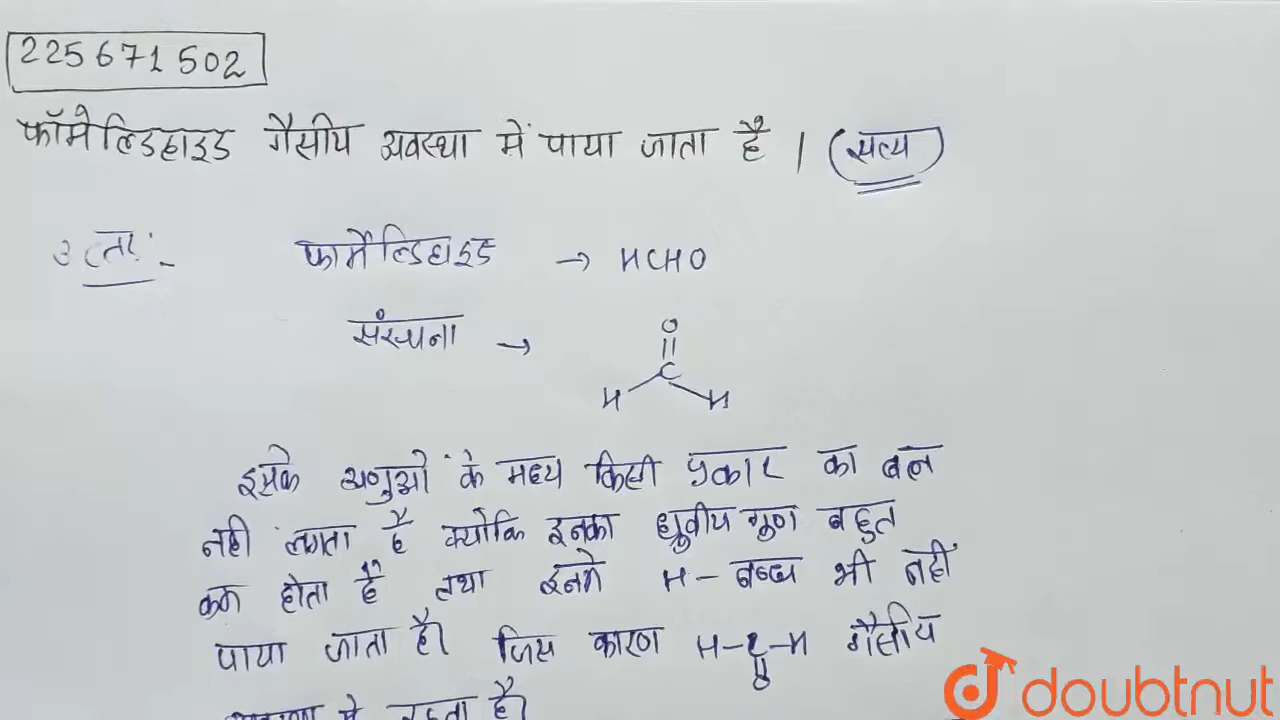 225671502
फॉर्मेल्डिहाइड गैसीय अवस्था में पाया जाता है । (सत्य)
उत्तर:- फार्मेल्डिहाइड → HCHO
संरचना →
O
C
H H
इसके अणुओं के मध्य किसी प्रकार का बल
नही लगता है क्योकि इनका ध्रुवीय गुण बहुत
कम होता है तथा इनमे H-बन्ध भी नहीं
पाया जाता है। जिस कारण H-C-H गैसीय
O
अवस्था मे रहता है।
doubtnut